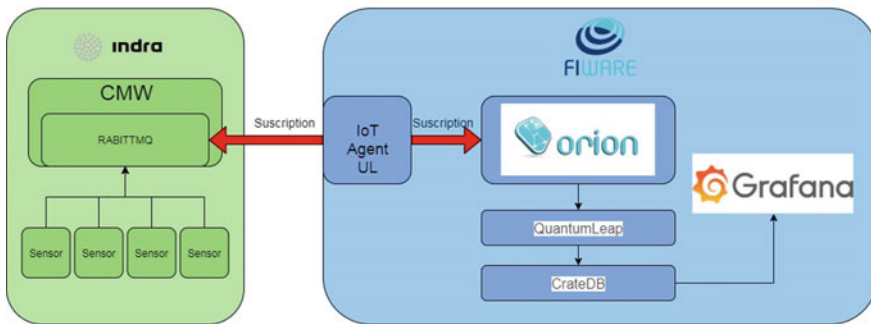 indra
CMW
RABITTMQ
Sensor
Sensor
Sensor
Sensor
Suscription
FIWARE
IoT
Agent
UL
Suscription
orion
QuantumLeap
CrateDB
Grafana